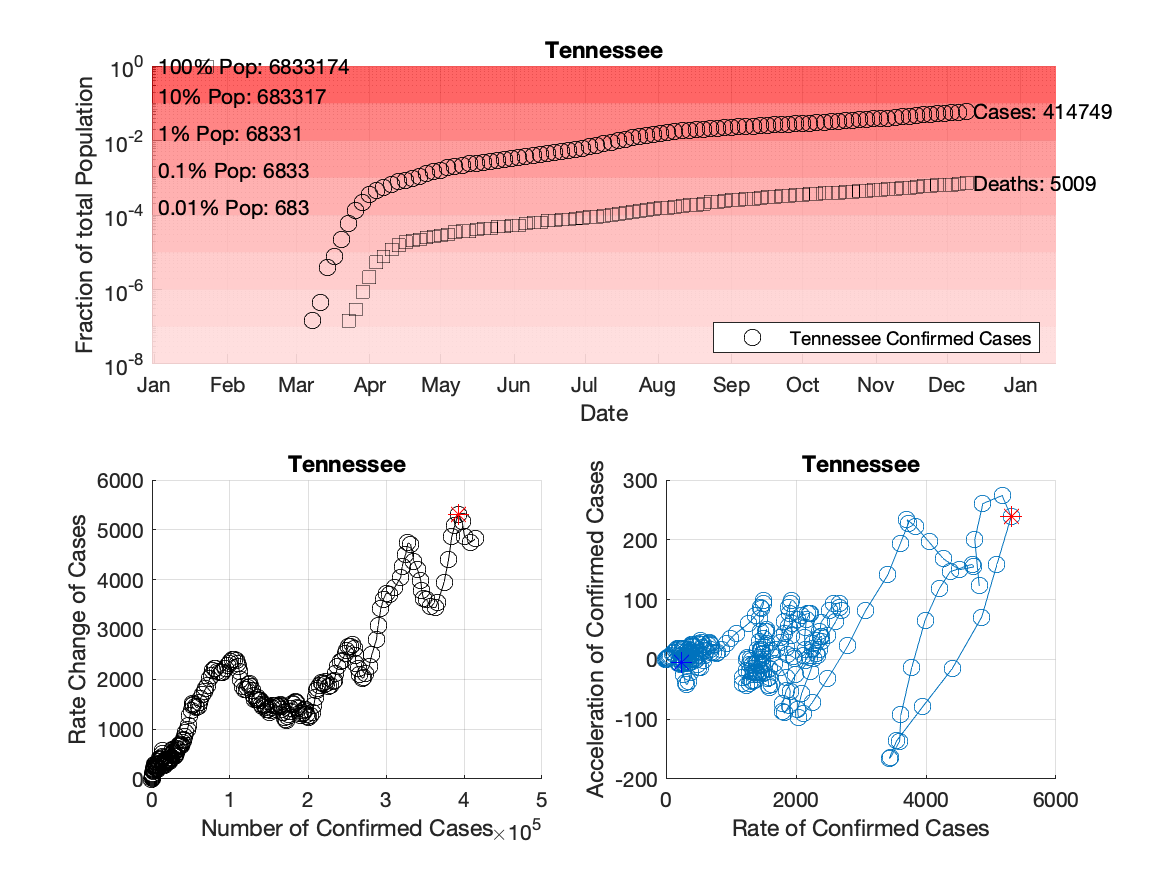 Tennessee
10^0
10^-2
10^-4
10^-6
10^-8
Fraction of total Population
100% Pop: 6833174
10% Pop: 683317
1% Pop: 68331
0.1% Pop: 6833
0.01% Pop: 683
Cases: 414749
Deaths: 5009
Tennessee Confirmed Cases
Jan Feb Mar Apr May Jun Jul Aug Sep Oct Nov Dec Jan
Date
Tennessee
6000
5000
4000
3000
2000
1000
0
Rate Change of Cases
0 1 2 3 4 5
Number of Confirmed Cases ×10^5
Tennessee
300
200
100
0
-100
-200
Acceleration of Confirmed Cases
0 2000 4000 6000
Rate of Confirmed Cases